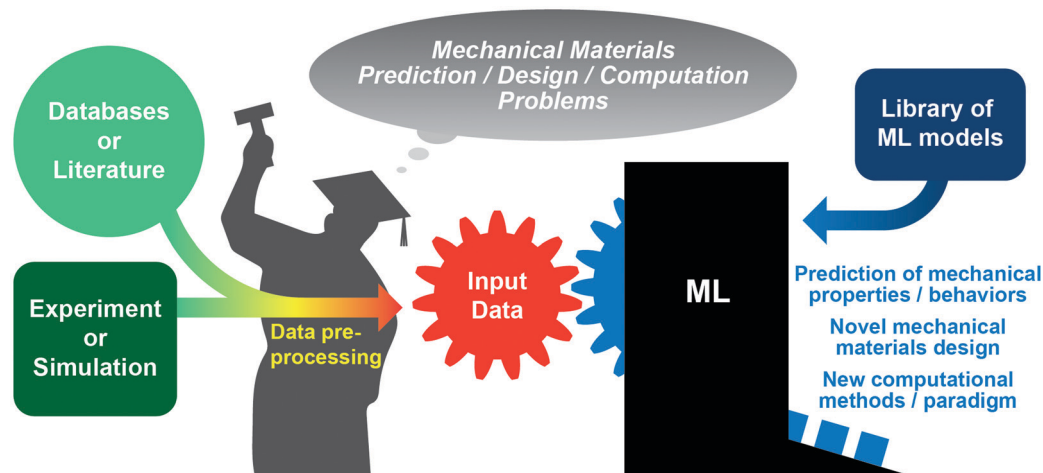 Mechanical Materials
Prediction / Design / Computation
Problems
Databases
or
Literature
Library of
ML models
Experiment
or
Simulation
Data pre-
processing
Input
Data
ML
Prediction of mechanical
properties / behaviors
Novel mechanical
materials design
New computational
methods / paradigm